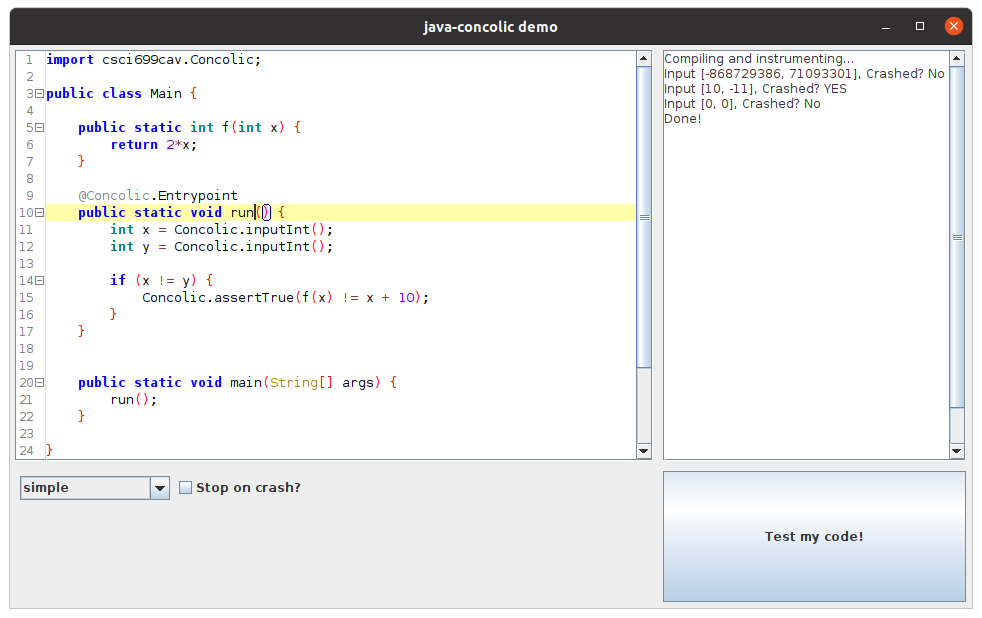 java-concolic demo
1 import csci699cav.Concolic;
2
3 public class Main {
4
5     public static int f(int x) {
6         return 2*x;
7     }
8
9     @Concolic.Entrypoint
10     public static void run() {
11         int x = Concolic.inputInt();
12         int y = Concolic.inputInt();
13
14         if (x != y) {
15             Concolic.assertTrue(f(x) != x + 10);
16         }
17     }
18
19
20     public static void main(String[] args) {
21         run();
22     }
23
24 }
Compiling and instrumenting...
Input [-868729386, 71093301], Crashed? No
Input [10, -11], Crashed? YES
Input [0, 0], Crashed? No
Done!
simple
Stop on crash?
Test my code!